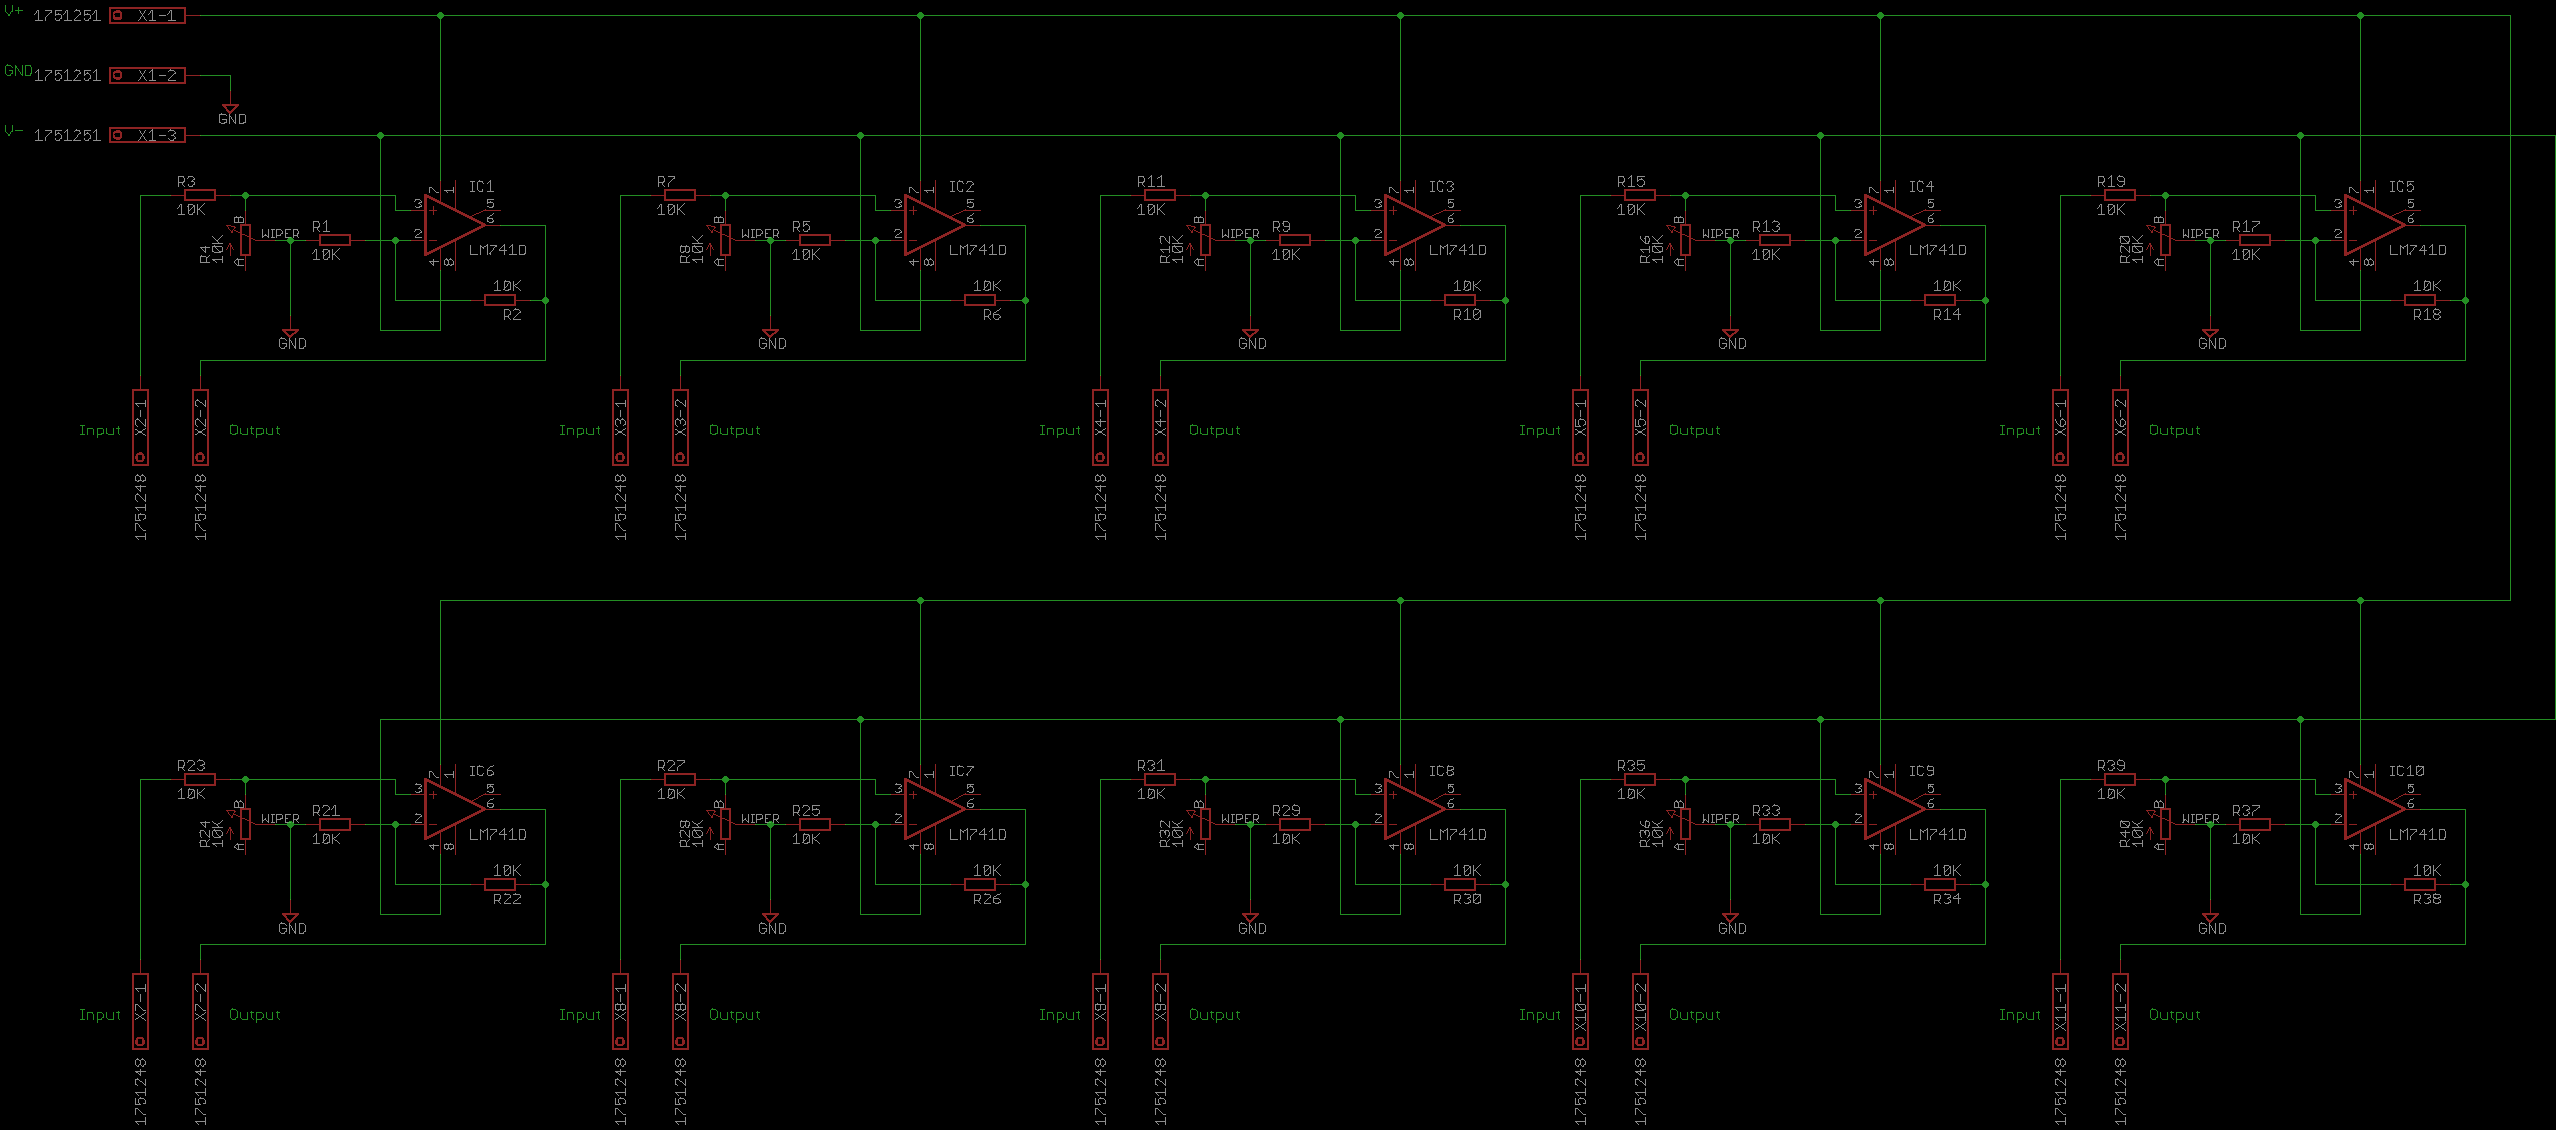 V+ 1751251 X1-1
GND 1751251 X1-2
GND
V- 1751251 X1-3
R3 10K R4 10K B A WIPER R1 10K 3 2 7 1 + - 4 8 5 6 IC1 LM741D 10K R2 GND
R7 10K R8 10K B A WIPER R5 10K 3 2 7 1 + - 4 8 5 6 IC2 LM741D 10K R6 GND
R11 10K R12 10K B A WIPER R9 10K 3 2 7 1 + - 4 8 5 6 IC3 LM741D 10K R10 GND
R15 10K R16 10K B A WIPER R13 10K 3 2 7 1 + - 4 8 5 6 IC4 LM741D 10K R14 GND
R19 10K R20 10K B A WIPER R17 10K 3 2 7 1 + - 4 8 5 6 IC5 LM741D 10K R18 GND
Input X2-1 1751248 X2-2 1751248 Output
Input X3-1 1751248 X3-2 1751248 Output
Input X4-1 1751248 X4-2 1751248 Output
Input X5-1 1751248 X5-2 1751248 Output
Input X6-1 1751248 X6-2 1751248 Output
R23 10K R24 10K B A WIPER R21 10K 3 2 7 1 + - 4 8 5 6 IC6 LM741D 10K R22 GND
R27 10K R28 10K B A WIPER R25 10K 3 2 7 1 + - 4 8 5 6 IC7 LM741D 10K R26 GND
R31 10K R32 10K B A WIPER R29 10K 3 2 7 1 + - 4 8 5 6 IC8 LM741D 10K R30 GND
R35 10K R36 10K B A WIPER R33 10K 3 2 7 1 + - 4 8 5 6 IC9 LM741D 10K R34 GND
R39 10K R40 10K B A WIPER R37 10K 3 2 7 1 + - 4 8 5 6 IC10 LM741D 10K R38 GND
Input X7-1 1751248 X7-2 1751248 Output
Input X8-1 1751248 X8-2 1751248 Output
Input X9-1 1751248 X9-2 1751248 Output
Input X10-1 1751248 X10-2 1751248 Output
Input X11-1 1751248 X11-2 1751248 Output